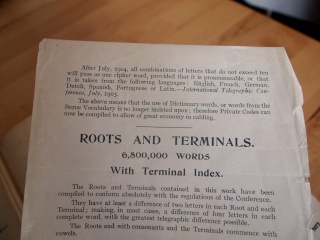 After July, 1904, all combinations of letters that do not exceed ten
will pass as one cipher word, provided that it is pronounceable, or that
it is taken from the following languages: English, French, German,
Dutch, Spanish, Portuguese or Latin.—International Telegraphic Con-
ference, July, 1903.
The above means that the use of Dictionary words, or words from the
Berne Vocabulary is no longer insisted upon; therefore Private Codes can
now be compiled to allow of great economy in cabling.
ROOTS AND TERMINALS.
6,800,000 WORDS
With Terminal Index.
The Roots and Terminals contained in this work have been
compiled to conform absolutely with the regulations of the Conference.
They have at least a difference of two letters in each Root and each
Terminal; making, in most cases, a difference of four letters in each
complete word, with the greatest telegraphic difference possible.
The Roots end with consonants and the Terminals commence with
vowels.